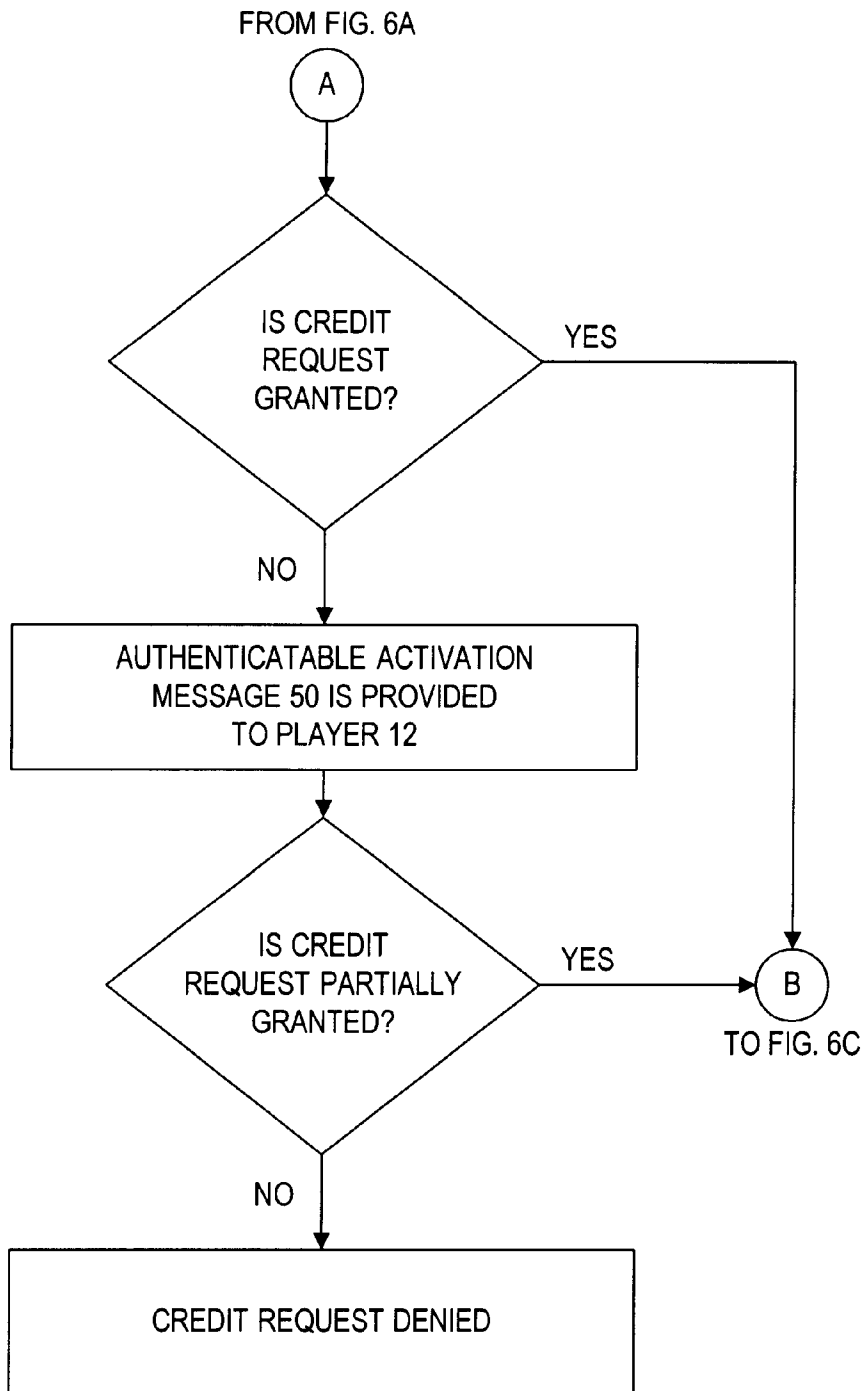 FROM FIG. 6A
A
IS CREDIT
REQUEST
GRANTED?
YES
NO
AUTHENTICATABLE ACTIVATION
MESSAGE 50 IS PROVIDED
TO PLAYER 12
IS CREDIT
REQUEST PARTIALLY
GRANTED?
YES
B
TO FIG. 6C
NO
CREDIT REQUEST DENIED